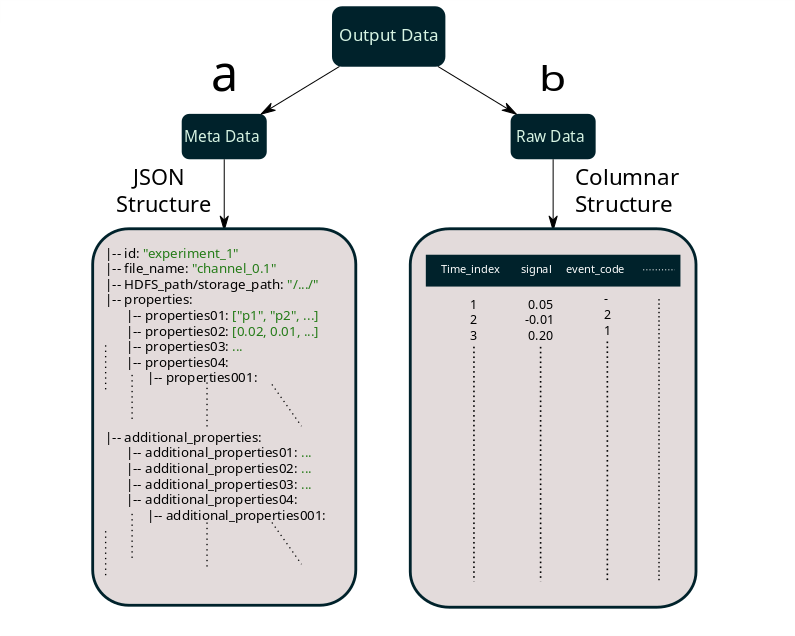 Output Data
a
b
Meta Data
Raw Data
JSON
Structure
Columnar
Structure
|-- id: "experiment_1"
|-- file_name: "channel_0.1"
|-- HDFS_path/storage_path: "/.../"
|-- properties:
|-- properties01: ["p1", "p2", ...]
|-- properties02: [0.02, 0.01, ...]
|-- properties03: ...
|-- properties04:
|-- properties001:
|-- additional_properties:
|-- additional_properties01: ...
|-- additional_properties02: ...
|-- additional_properties03: ...
|-- additional_properties04:
|-- additional_properties001:
Time_index signal event_code ..........
1 0.05 -
2 -0.01 2
3 0.20 1